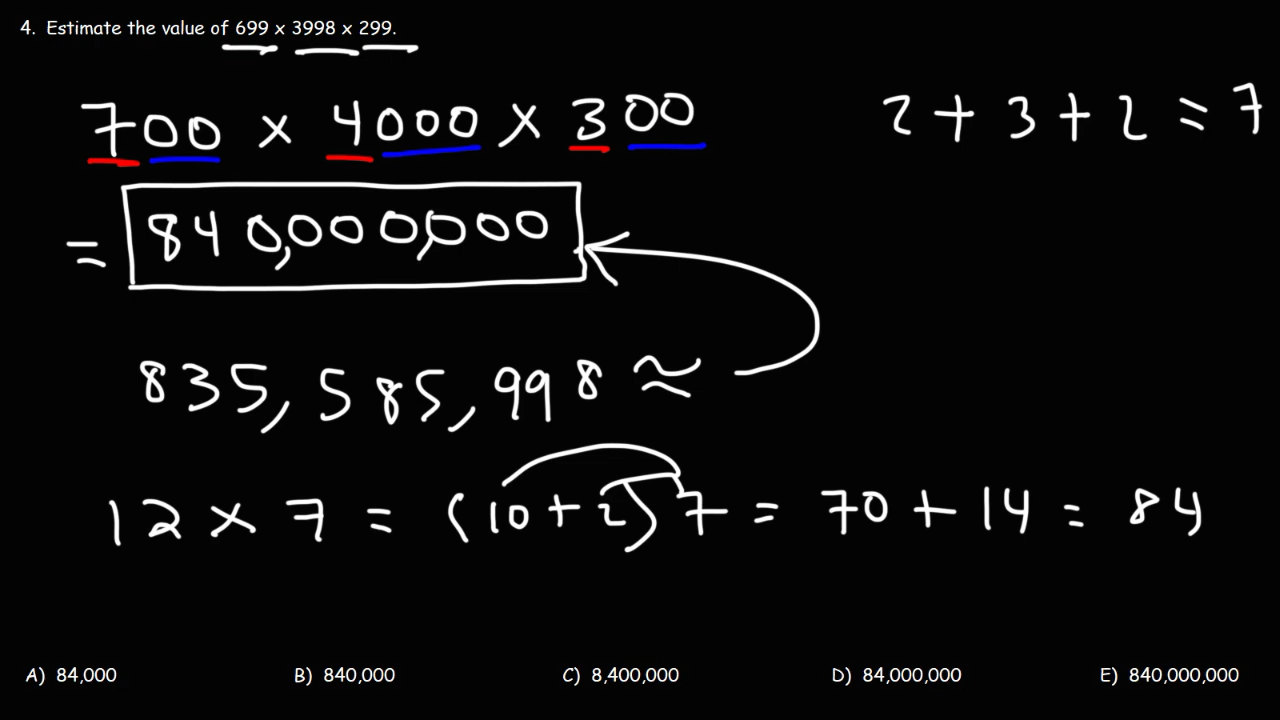 4. Estimate the value of 699 x 3998 x 299.
700 x 4000 x 300
2 + 3 + 2 = 7
= 840,000,000
835,585,998 ≈
12 x 7 = (10 + 2) 7 = 70 + 14 = 84
A) 84,000 B) 840,000 C) 8,400,000 D) 84,000,000 E) 840,000,000